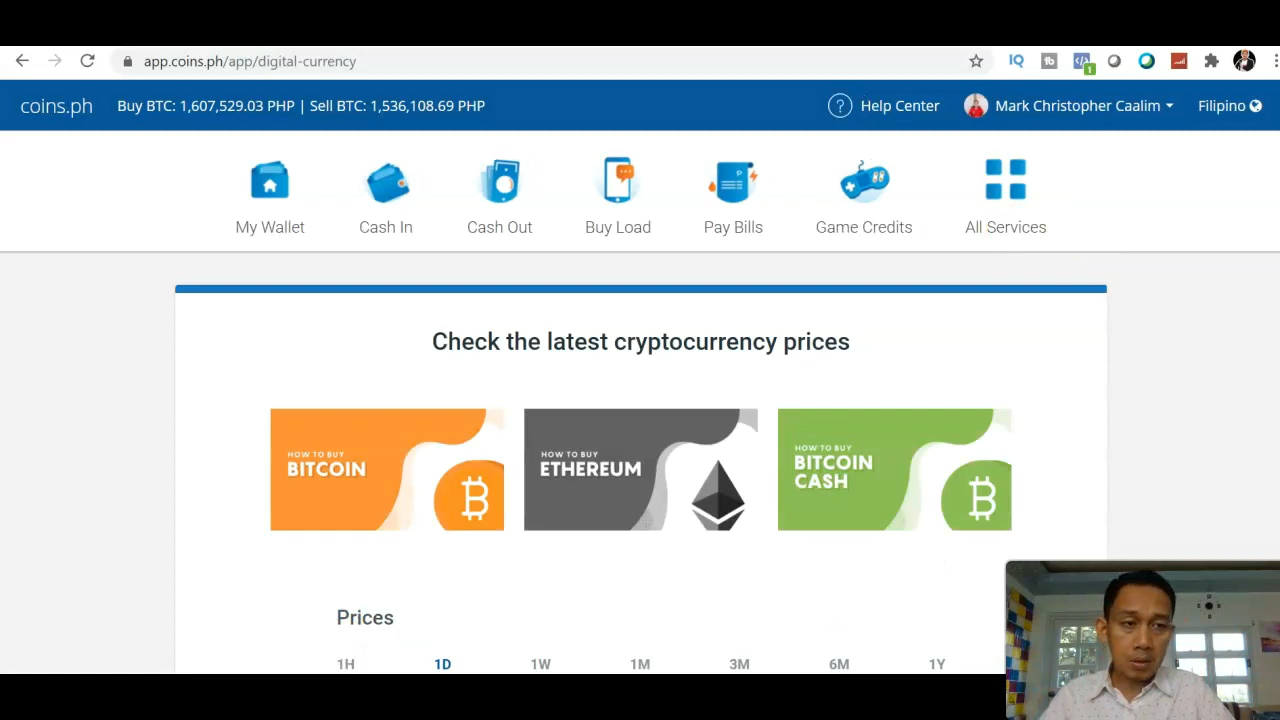 app.coins.ph/app/digital-currency
IQ
tb
1
coins.ph
Buy BTC: 1,607,529.03 PHP | Sell BTC: 1,536,108.69 PHP
? Help Center
Mark Christopher Caalim
Filipino
My Wallet
Cash In
Cash Out
Buy Load
Pay Bills
Game Credits
All Services
Check the latest cryptocurrency prices
HOW TO BUY
BITCOIN
HOW TO BUY
ETHEREUM
HOW TO BUY
BITCOIN
CASH
Prices
1H 1D 1W 1M 3M 6M 1Y